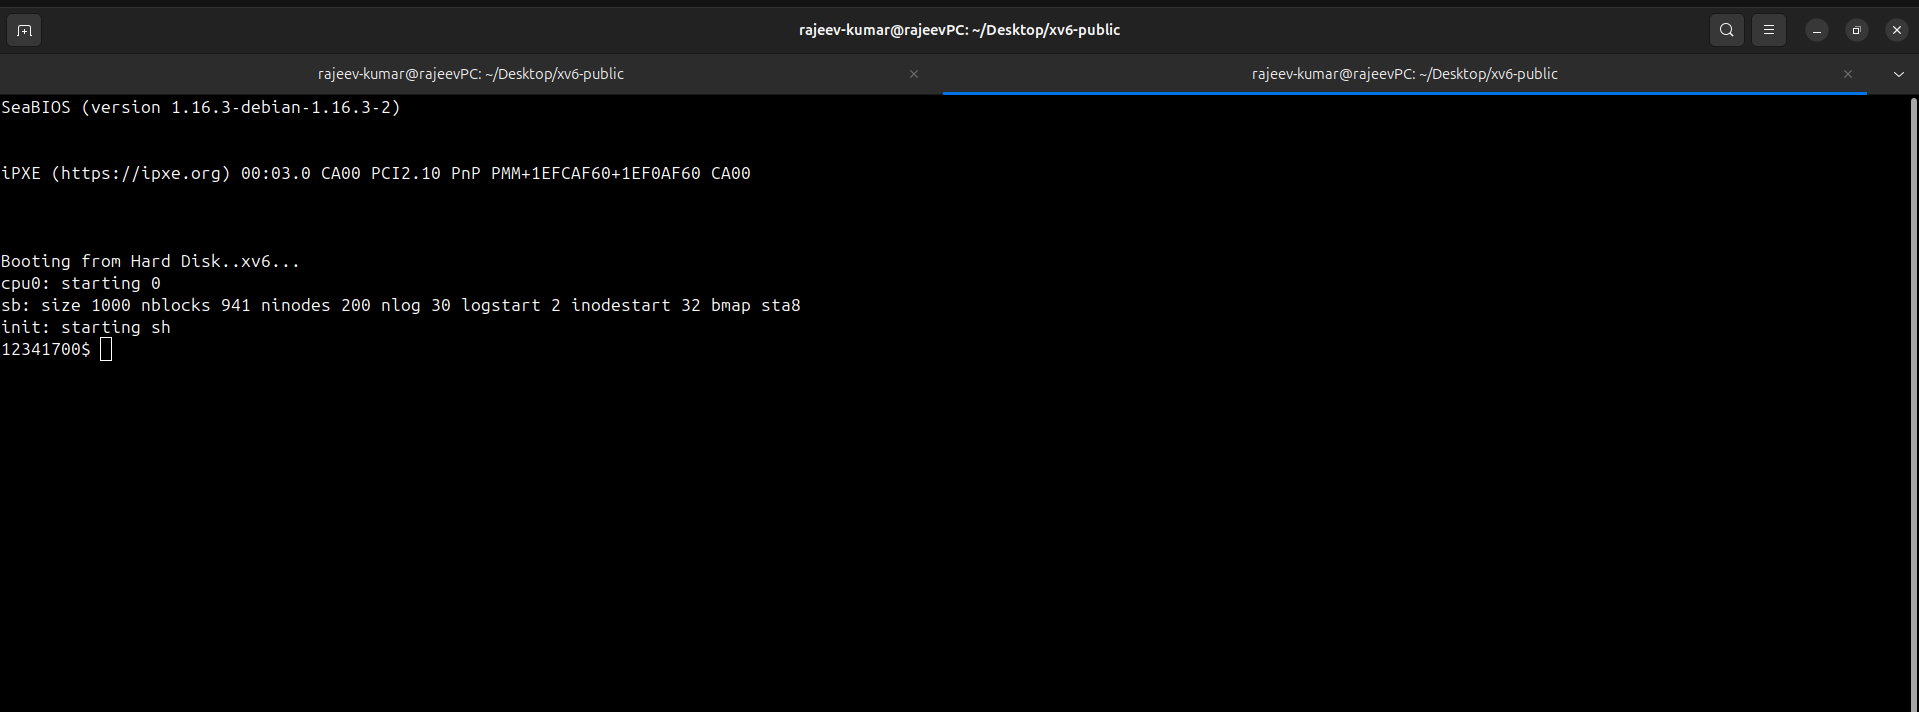 rajeev-kumar@rajeevPC: ~/Desktop/xv6-public
rajeev-kumar@rajeevPC: ~/Desktop/xv6-public
rajeev-kumar@rajeevPC: ~/Desktop/xv6-public
SeaBIOS (version 1.16.3-debian-1.16.3-2)
iPXE (https://ipxe.org) 00:03.0 CA00 PCI2.10 PnP PMM+1EFCAF60+1EF0AF60 CA00
Booting from Hard Disk..xv6...
cpu0: starting 0
sb: size 1000 nblocks 941 ninodes 200 nlog 30 logstart 2 inodestart 32 bmap sta8
init: starting sh
12341700$